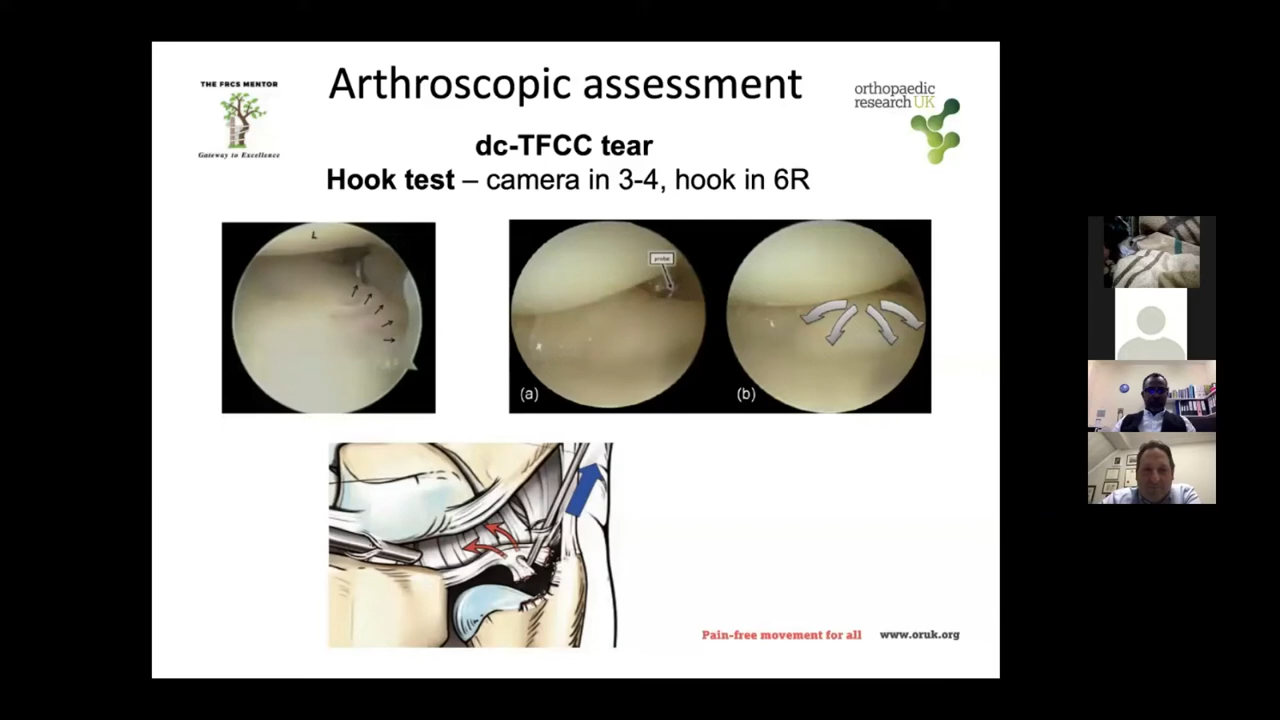 THE FRCS MENTOR
Gateway to Excellence
Arthroscopic assessment
orthopaedic
research UK
dc-TFCC tear
Hook test – camera in 3-4, hook in 6R
L
probe
(a)
(b)
Pain-free movement for all
www.oruk.org